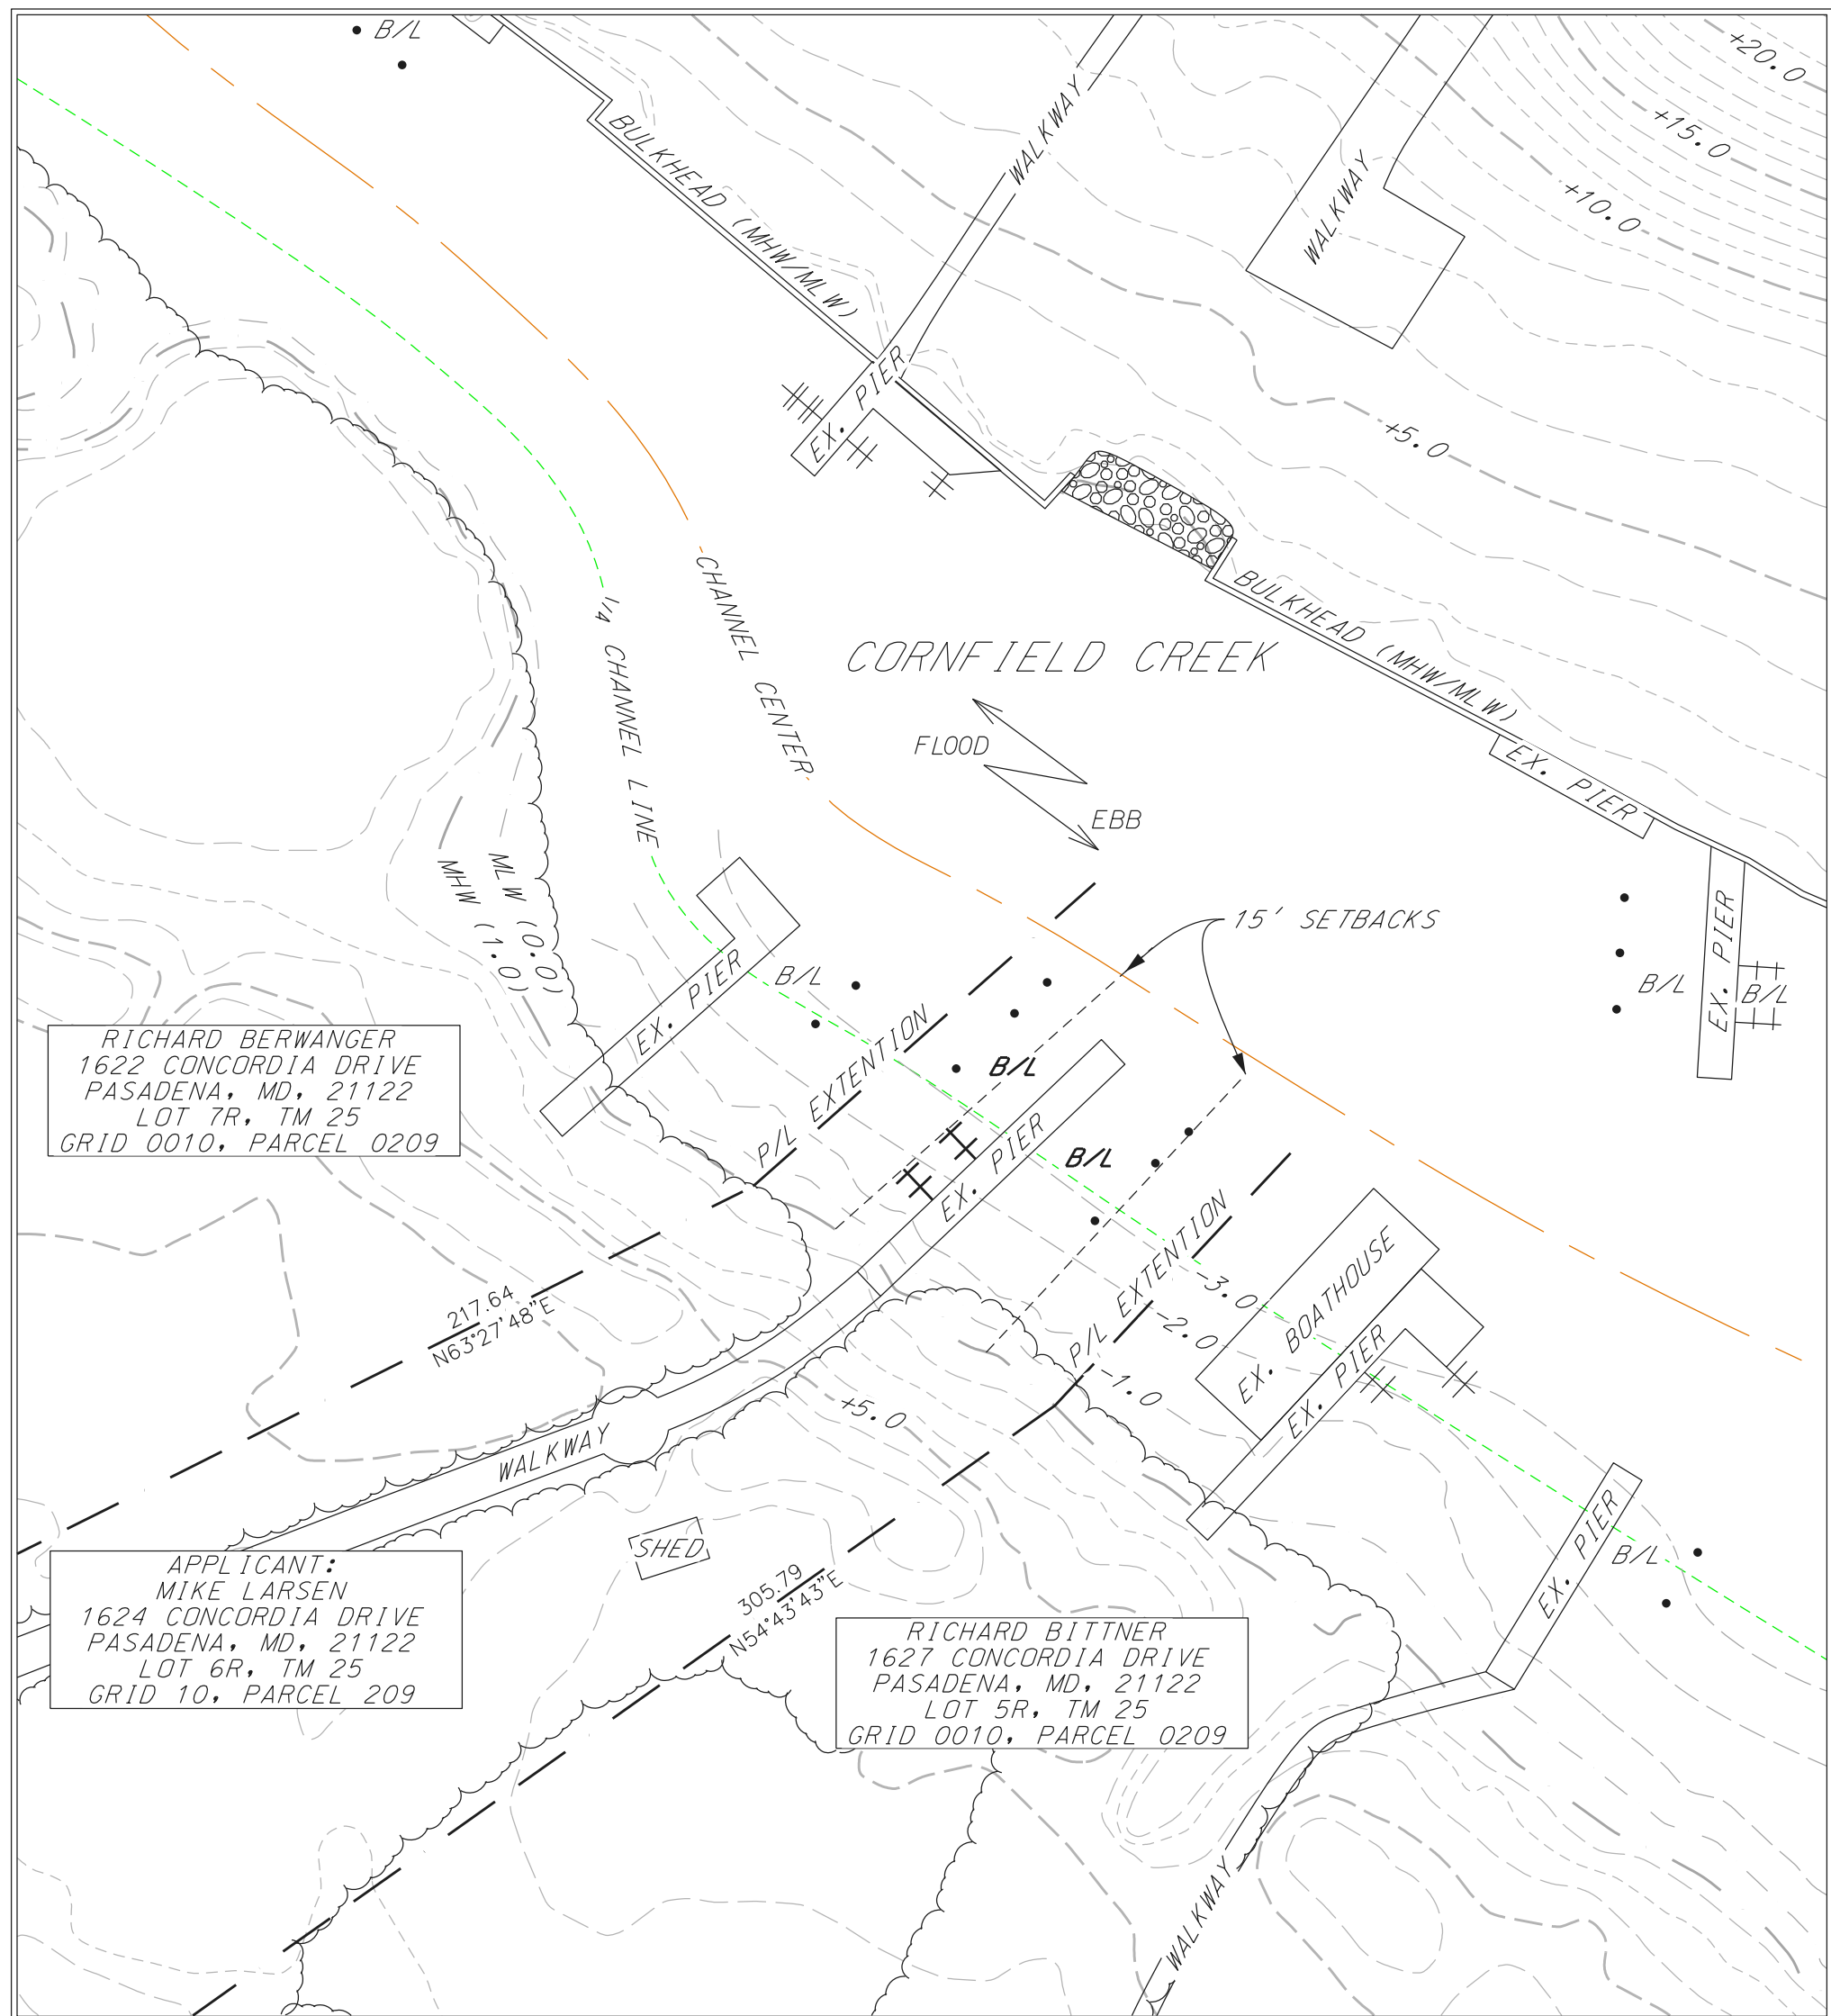 B/L
+20.0
+15.0
+10.0
WALKWAY
WALKWAY
BULKHEAD (MHW/MLW)
EX. PIER
+5.0
BULKHEAD (MHW/MLW)
1/4 CHANNEL LINE
CHANNEL CENTER
CORNFIELD CREEK
FLOOD
EBB
EX. PIER
MHW (1.0)
MLW (0.0)
15' SETBACKS
EX. PIER
B/L
B/L
EX. PIER
B/L
P/L EXTENTION
B/L
EX. PIER
B/L
RICHARD BERWANGER
1622 CONCORDIA DRIVE
PASADENA, MD, 21122
LOT 7R, TM 25
GRID 0010, PARCEL 0209
P/L EXTENTION
-3.0
-2.0
-1.0
EX. BOATHOUSE
EX. PIER
217.64
N63°27'48"E
+5.0
WALKWAY
SHED
EX. PIER
B/L
305.79
N54°43'43"E
APPLICANT:
MIKE LARSEN
1624 CONCORDIA DRIVE
PASADENA, MD, 21122
LOT 6R, TM 25
GRID 10, PARCEL 209
RICHARD BITTNER
1627 CONCORDIA DRIVE
PASADENA, MD, 21122
LOT 5R, TM 25
GRID 0010, PARCEL 0209
WALKWAY